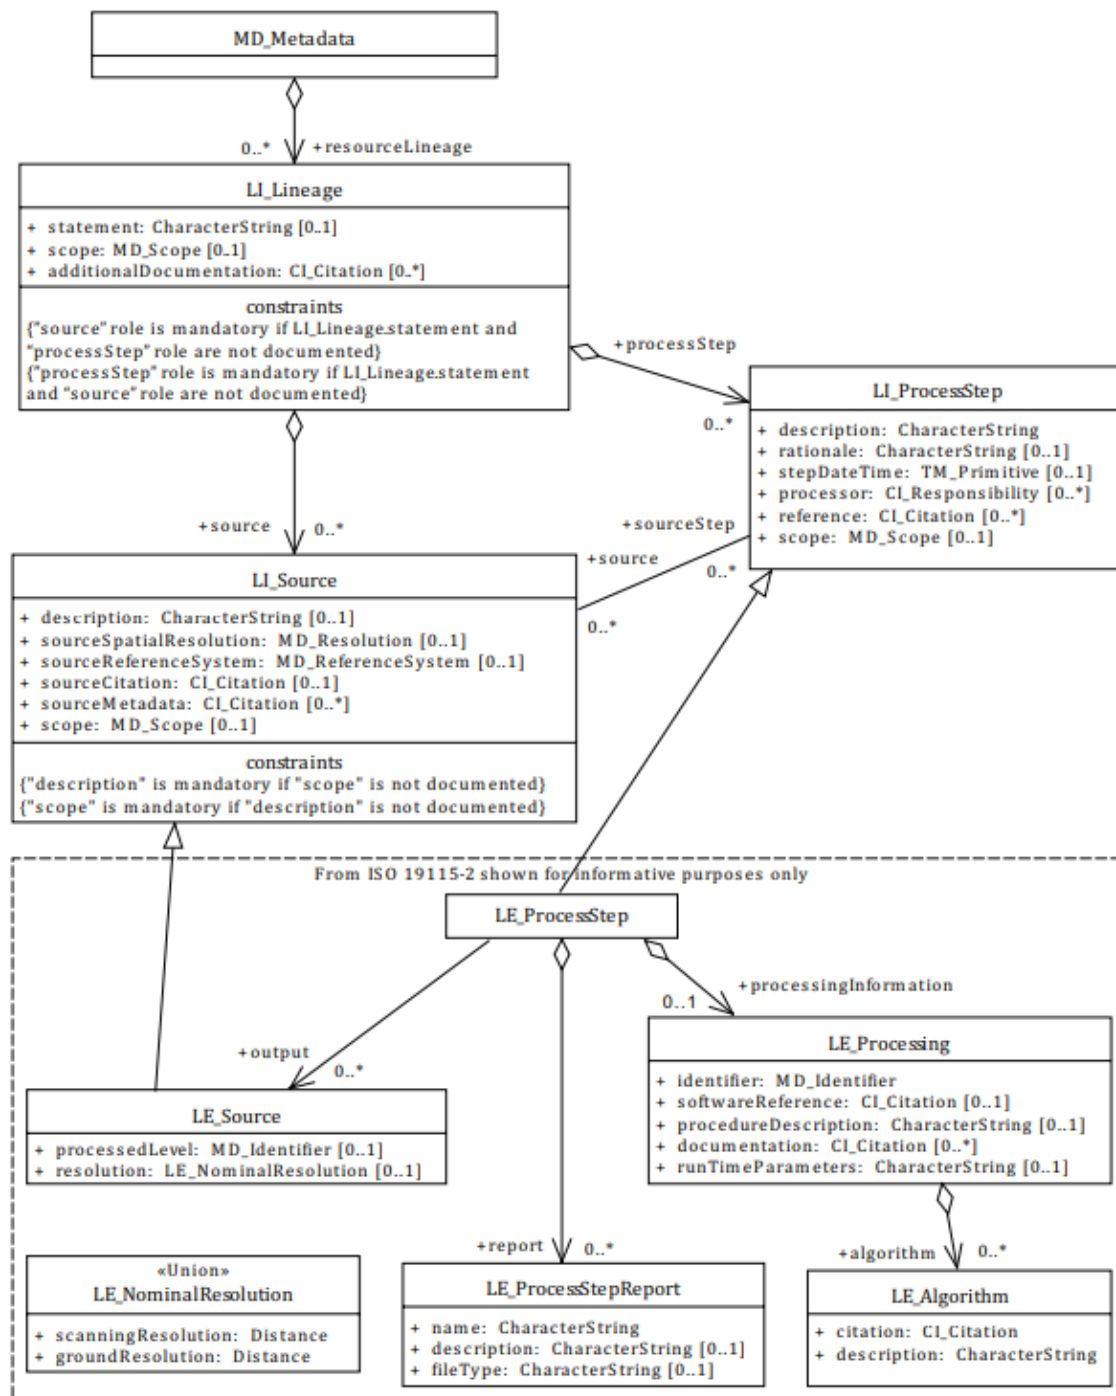 MD_Metadata
0..* +resourceLineage
LI_Lineage
+ statement: CharacterString [0..1]
+ scope: MD_Scope [0..1]
+ additionalDocumentation: CI_Citation [0..*]
constraints
{"source" role is mandatory if LI_Lineage.statement and
"processStep" role are not documented}
{"processStep" role is mandatory if LI_Lineage.statement
and "source" role are not documented}
+processStep
0..*
LI_ProcessStep
+ description: CharacterString
+ rationale: CharacterString [0..1]
+ stepDateTime: TM_Primitive [0..1]
+ processor: CI_Responsibility [0..*]
+ reference: CI_Citation [0..*]
+ scope: MD_Scope [0..1]
+source 0..*
+sourceStep
0..*
+source
0..*
LI_Source
+ description: CharacterString [0..1]
+ sourceSpatialResolution: MD_Resolution [0..1]
+ sourceReferenceSystem: MD_ReferenceSystem [0..1]
+ sourceCitation: CI_Citation [0..1]
+ sourceMetadata: CI_Citation [0..*]
+ scope: MD_Scope [0..1]
constraints
{"description" is mandatory if "scope" is not documented}
{"scope" is mandatory if "description" is not documented}
From ISO 19115-2 shown for informative purposes only
LE_ProcessStep
+processingInformation
0..1
+output
0..*
LE_Processing
+ identifier: MD_Identifier
+ softwareReference: CI_Citation [0..1]
+ procedureDescription: CharacterString [0..1]
+ documentation: CI_Citation [0..*]
+ runTimeParameters: CharacterString [0..1]
LE_Source
+ processedLevel: MD_Identifier [0..1]
+ resolution: LE_NominalResolution [0..1]
+report 0..*
+algorithm 0..*
«Union»
LE_NominalResolution
+ scanningResolution: Distance
+ groundResolution: Distance
LE_ProcessStepReport
+ name: CharacterString
+ description: CharacterString [0..1]
+ fileType: CharacterString [0..1]
LE_Algorithm
+ citation: CI_Citation
+ description: CharacterString